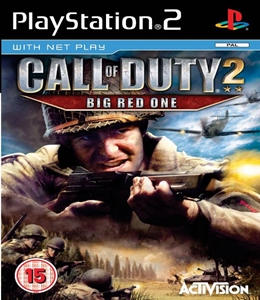 PlayStation®2
WITH NET PLAY
PAL
CALL OF DUTY 2
BIG RED ONE
15
ACTIVISION